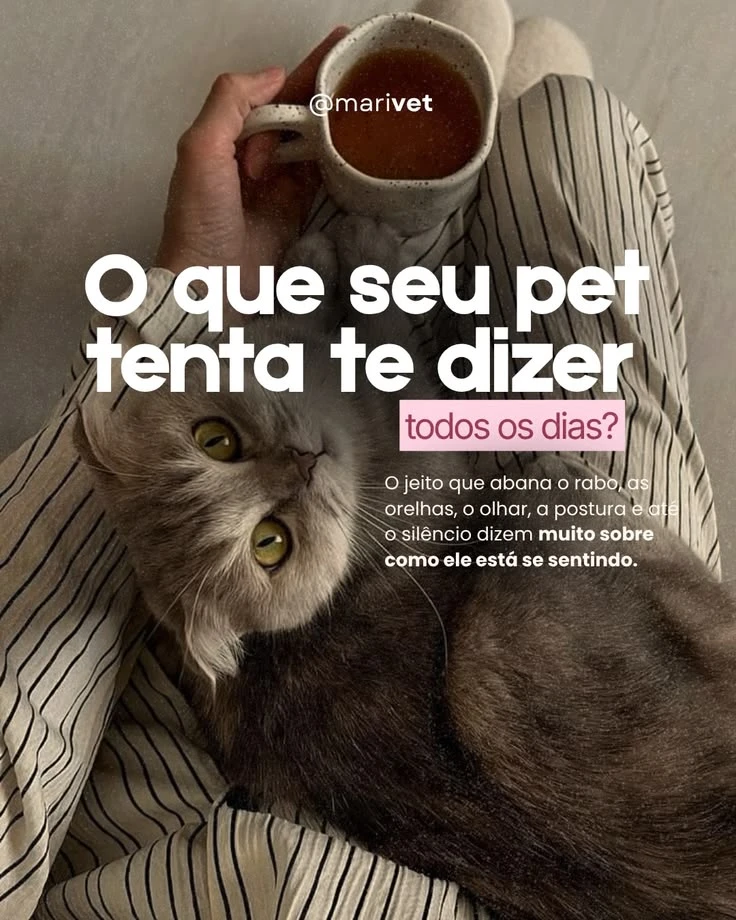 @marivet
O que seu pet
tenta te dizer
todos os dias?
O jeito que abana o rabo, as
orelhas, o olhar, a postura e até
o silêncio dizem muito sobre
como ele está se sentindo.